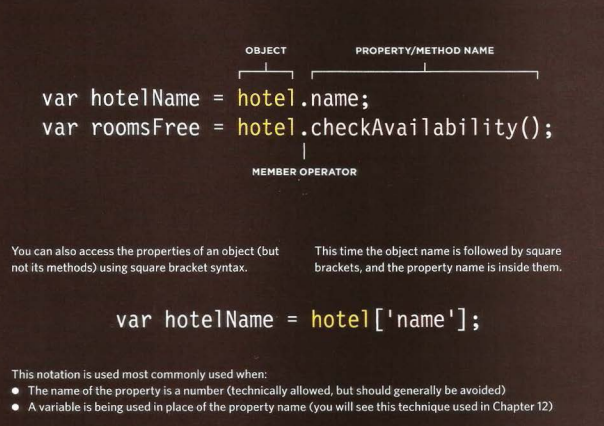 OBJECT PROPERTY/METHOD NAME
var hotelName = hotel.name;
var roomsFree = hotel.checkAvailability();
MEMBER OPERATOR
You can also access the properties of an object (but
not its methods) using square bracket syntax.
This time the object name is followed by square
brackets, and the property name is inside them.
var hotelName = hotel['name'];
This notation is used most commonly used when:
● The name of the property is a number (technically allowed, but should generally be avoided)
● A variable is being used in place of the property name (you will see this technique used in Chapter 12)